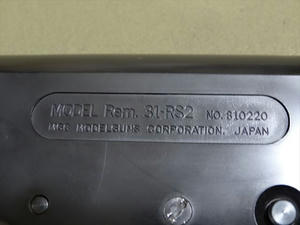 MODEL Rem. 31-RS2 NO. 810220
MGC MODELGUNS CORPORATION, JAPAN